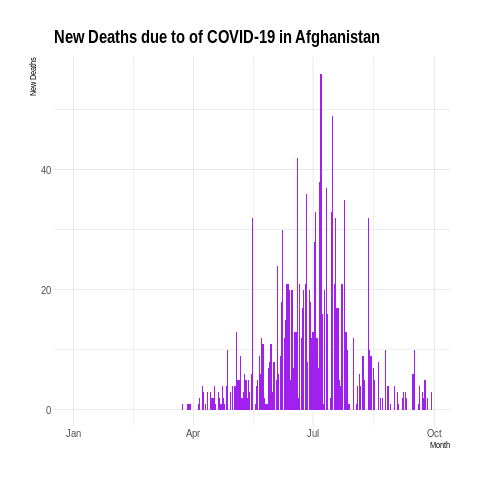 New Deaths due to of COVID-19 in Afghanistan
New Deaths
40
20
0
Jan Apr Jul Oct
Month